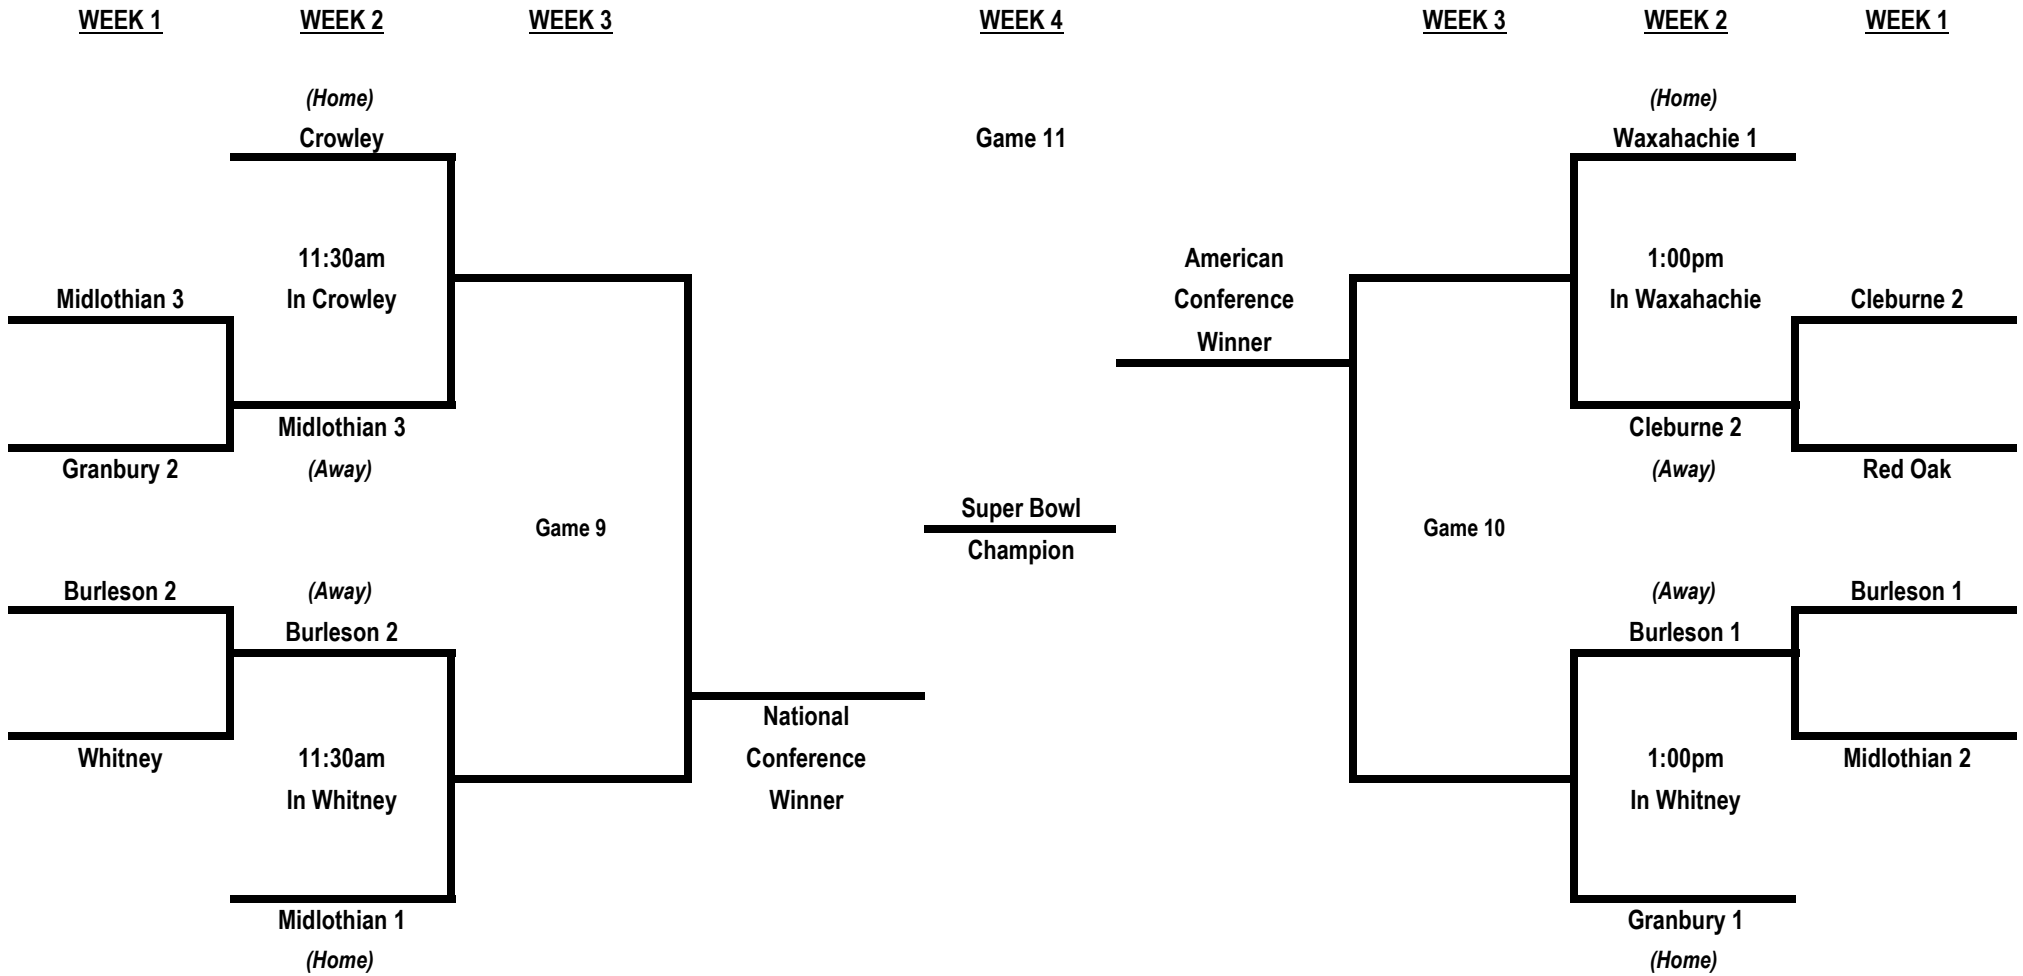 WEEK 1 WEEK 2 WEEK 3 WEEK 4 WEEK 3 WEEK 2 WEEK 1
(Home) (Home)
Crowley Game 11 Waxahachie 1
11:30am American 1:00pm
Midlothian 3 In Crowley Conference In Waxahachie Cleburne 2
Winner
Midlothian 3 Cleburne 2
Granbury 2 (Away) (Away) Red Oak
Super Bowl
Game 9 Game 10
Champion
Burleson 2 (Away) (Away) Burleson 1
Burleson 2 Burleson 1
National
Whitney 11:30am Conference 1:00pm Midlothian 2
In Whitney Winner In Whitney
Midlothian 1 Granbury 1
(Home) (Home)